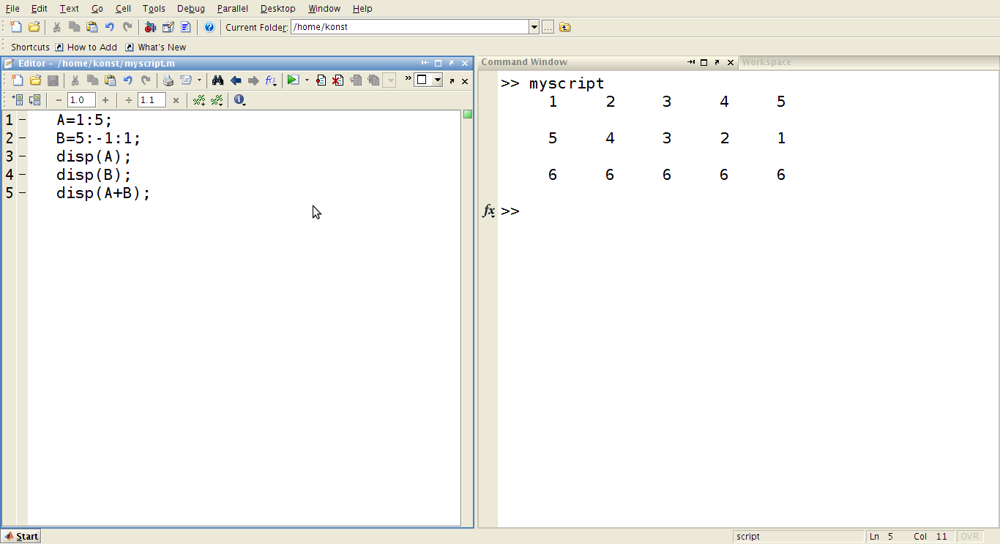 File Edit Text Go Cell Tools Debug Parallel Desktop Window Help
Current Folder: /home/konst
Shortcuts How to Add What's New
Editor – /home/konst/myscript.m
1.0 1.1
1 A=1:5;
2 B=5:-1:1;
3 disp(A);
4 disp(B);
5 disp(A+B);
Command Window Workspace
>> myscript
1 2 3 4 5
5 4 3 2 1
6 6 6 6 6
fx >>
Start script Ln 5 Col 11 OVR